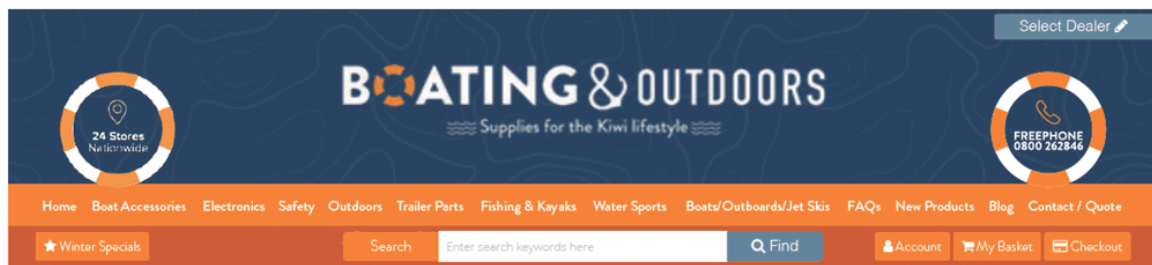 Select Dealer
BOATING & OUTDOORS
Supplies for the Kiwi lifestyle
24 Stores
Nationwide
FREEPHONE
0800 262846
Home Boat Accessories Electronics Safety Outdoors Trailer Parts Fishing & Kayaks Water Sports Boats/Outboards/Jet Skis FAQs New Products Blog Contact / Quote
Winter Specials Search Enter search keywords here Find Account My Basket Checkout